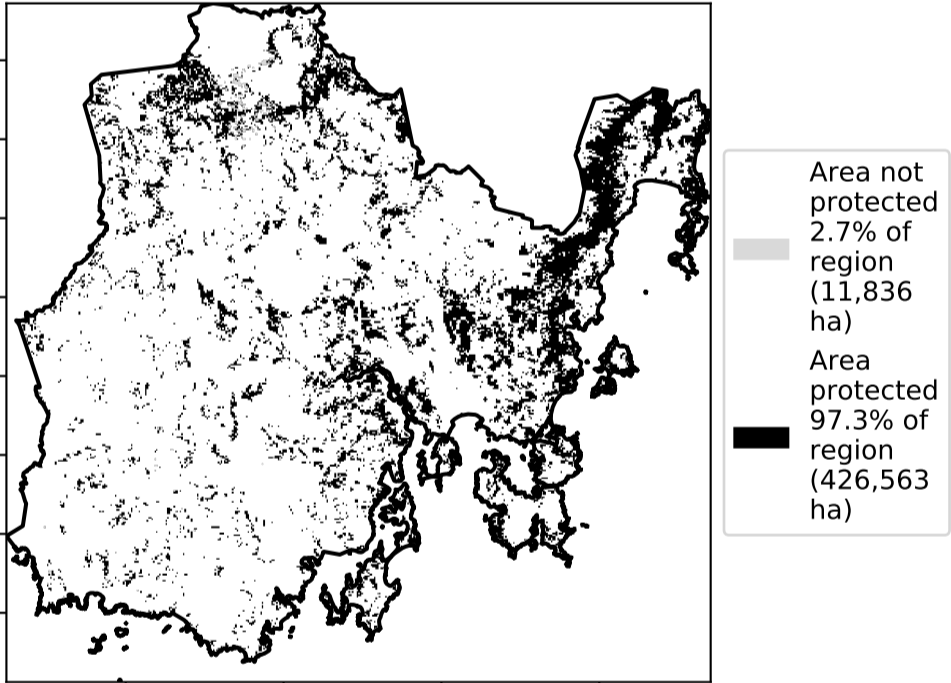 Area not
protected
2.7% of
region
(11,836
ha)
Area
protected
97.3% of
region
(426,563
ha)